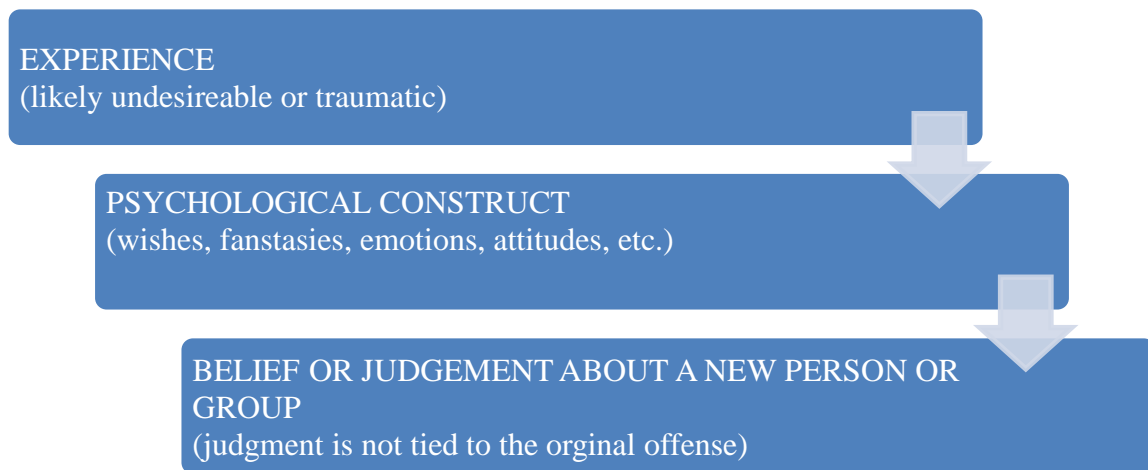 EXPERIENCE
(likely undesireable or traumatic)
PSYCHOLOGICAL CONSTRUCT
(wishes, fanstasies, emotions, attitudes, etc.)
BELIEF OR JUDGEMENT ABOUT A NEW PERSON OR
GROUP
(judgment is not tied to the orginal offense)